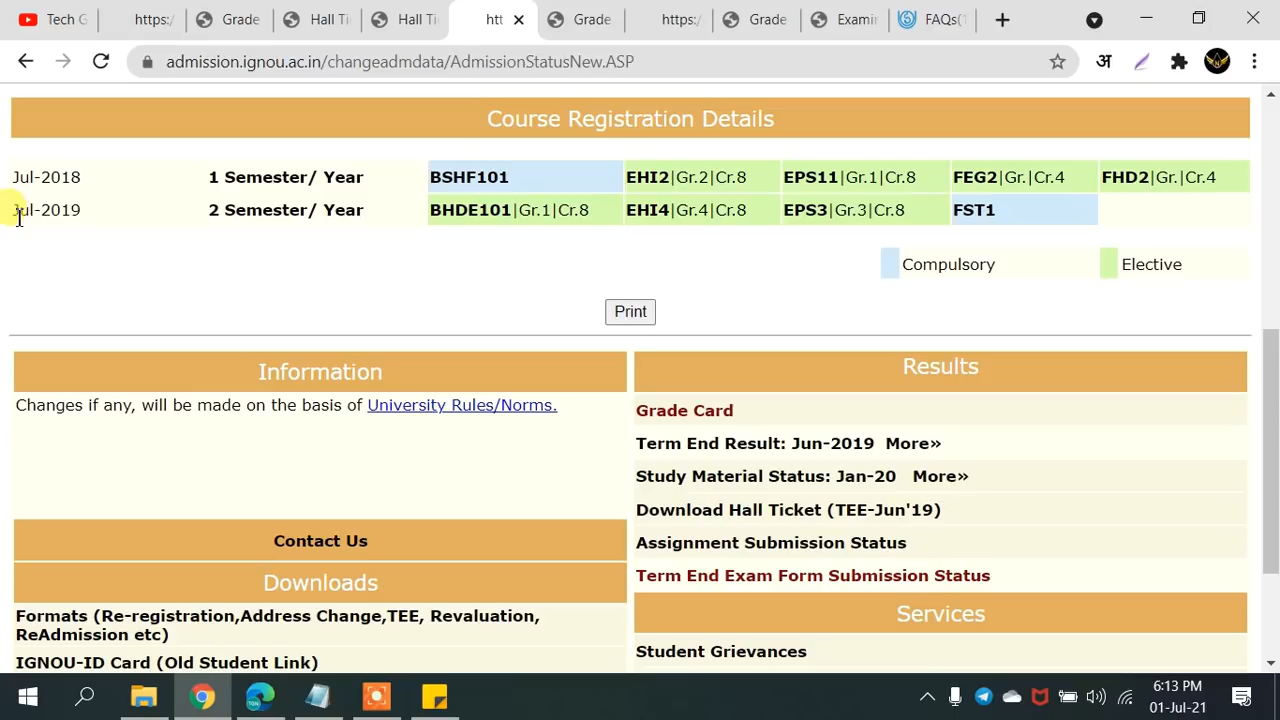 Tech G https:/ Grade Hall Ti Hall Ti htt Grade https:/ Grade Examin FAQs(
admission.ignou.ac.in/changeadmdata/AdmissionStatusNew.ASP अ
Course Registration Details
Jul-2018 1 Semester/ Year BSHF101 EHI2|Gr.2|Cr.8 EPS11|Gr.1|Cr.8 FEG2|Gr.|Cr.4 FHD2|Gr.|Cr.4
Jul-2019 2 Semester/ Year BHDE101|Gr.1|Cr.8 EHI4|Gr.4|Cr.8 EPS3|Gr.3|Cr.8 FST1
Compulsory Elective
Print
Information
Changes if any, will be made on the basis of University Rules/Norms.
Contact Us
Downloads
Formats (Re-registration,Address Change,TEE, Revaluation,
ReAdmission etc)
IGNOU-ID Card (Old Student Link)
Results
Grade Card
Term End Result: Jun-2019 More»
Study Material Status: Jan-20 More»
Download Hall Ticket (TEE-Jun'19)
Assignment Submission Status
Term End Exam Form Submission Status
Services
Student Grievances
6:13 PM
01-Jul-21